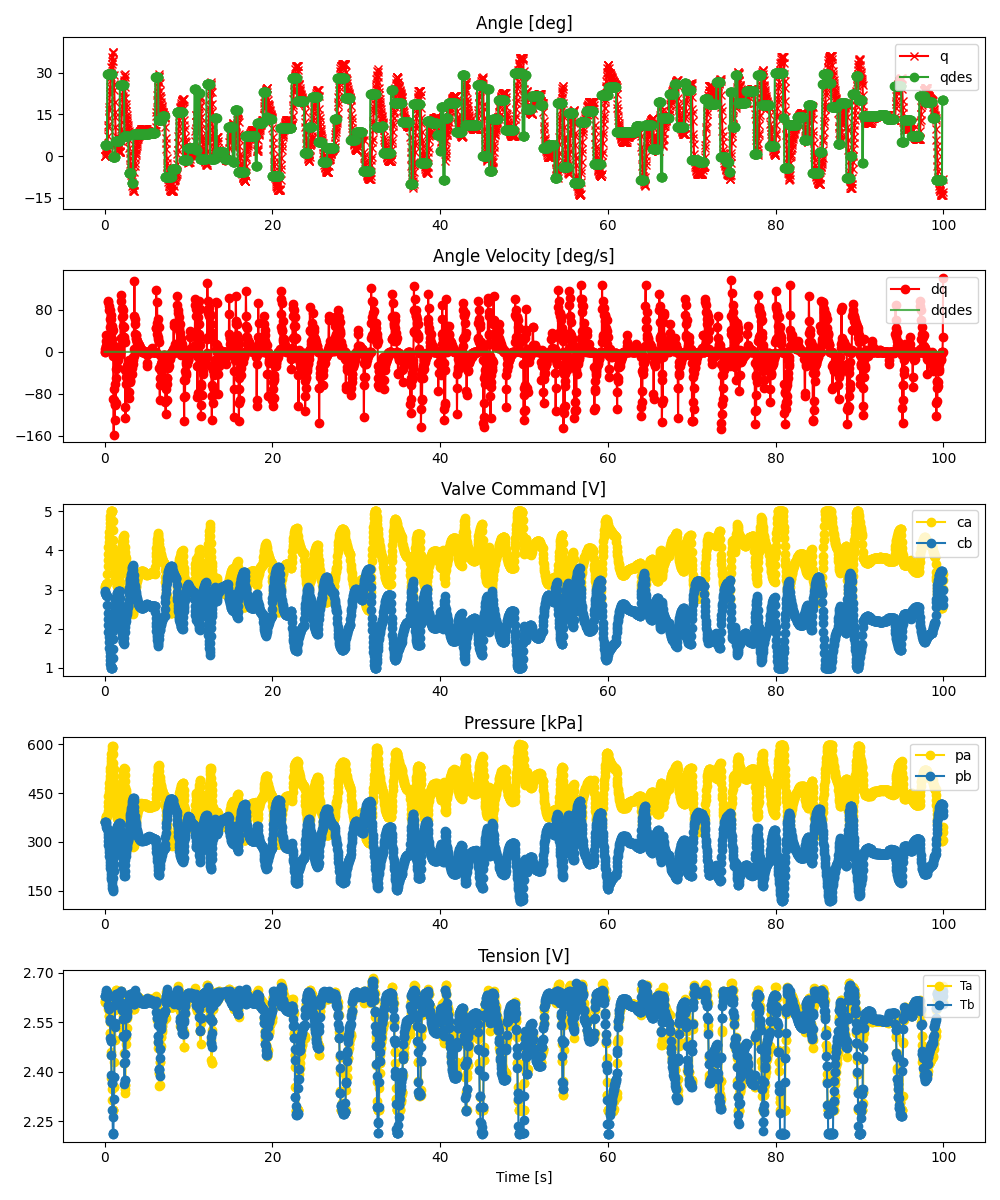 Angle [deg]
30
15
0
−15
q
qdes
0 20 40 60 80 100
Angle Velocity [deg/s]
80
0
−80
−160
dq
dqdes
0 20 40 60 80 100
Valve Command [V]
5
4
3
2
1
ca
cb
0 20 40 60 80 100
Pressure [kPa]
600
450
300
150
pa
pb
0 20 40 60 80 100
Tension [V]
2.70
2.55
2.40
2.25
Ta
Tb
0 20 40 60 80 100
Time [s]